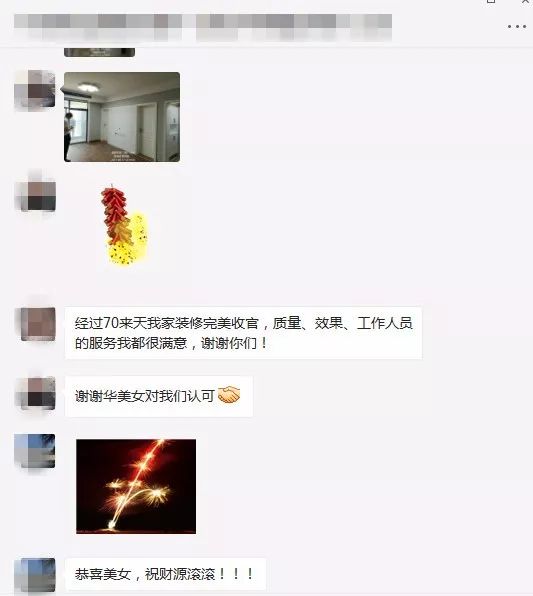 经过70来天我家装修完美收官，质量、效果、工作人员
的服务我都很满意，谢谢你们！
谢谢华美女对我们认可
恭喜美女，祝财源滚滚！！！